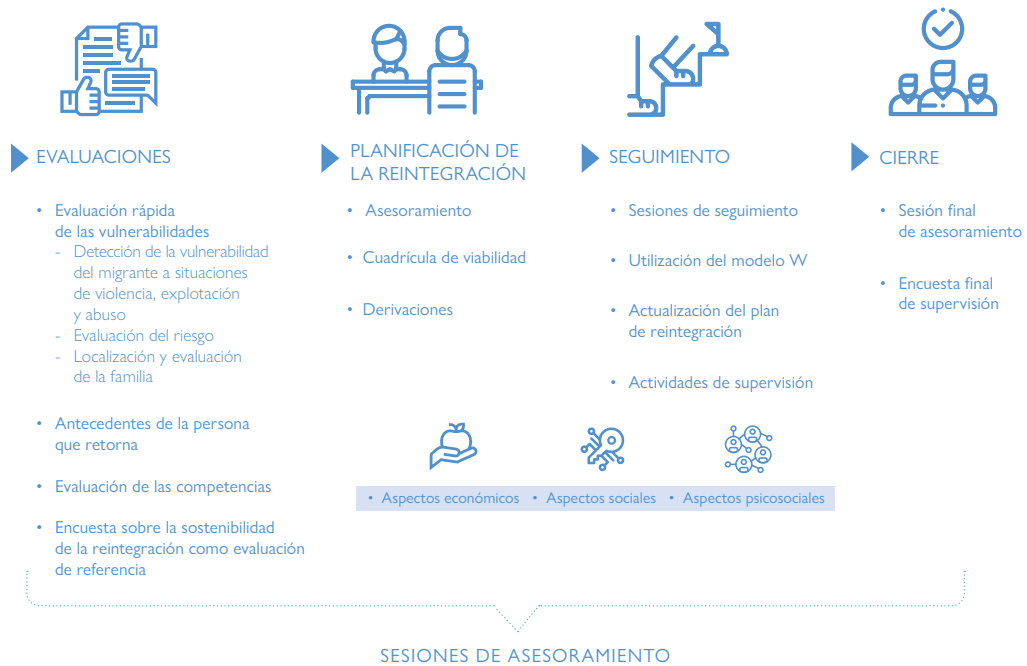 EVALUACIONES
• Evaluación rápida
de las vulnerabilidades
- Detección de la vulnerabilidad
del migrante a situaciones
de violencia, explotación
y abuso
- Evaluación del riesgo
- Localización y evaluación
de la familia
• Antecedentes de la persona
que retorna
• Evaluación de las competencias
• Encuesta sobre la sostenibilidad
de la reintegración como evaluación
de referencia
PLANIFICACIÓN DE
LA REINTEGRACIÓN
• Asesoramiento
• Cuadrícula de viabilidad
• Derivaciones
SEGUIMIENTO
• Sesiones de seguimiento
• Utilización del modelo W
• Actualización del plan
de reintegración
• Actividades de supervisión
CIERRE
• Sesión final
de asesoramiento
• Encuesta final
de supervisión
• Aspectos económicos • Aspectos sociales • Aspectos psicosociales
SESIONES DE ASESORAMIENTO